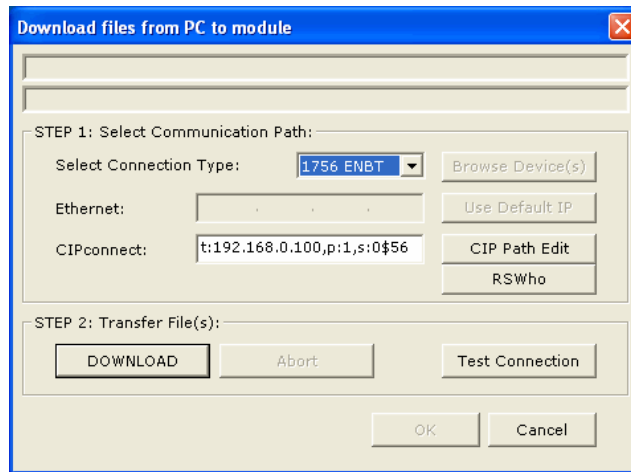 Download files from PC to module
STEP 1: Select Communication Path:
Select Connection Type:
1756 ENBT
Browse Device(s)
Ethernet:
. . .
Use Default IP
CIPconnect:
t:192.168.0.100,p:1,s:0$56
CIP Path Edit
RSWho
STEP 2: Transfer File(s):
DOWNLOAD
Abort
Test Connection
OK
Cancel